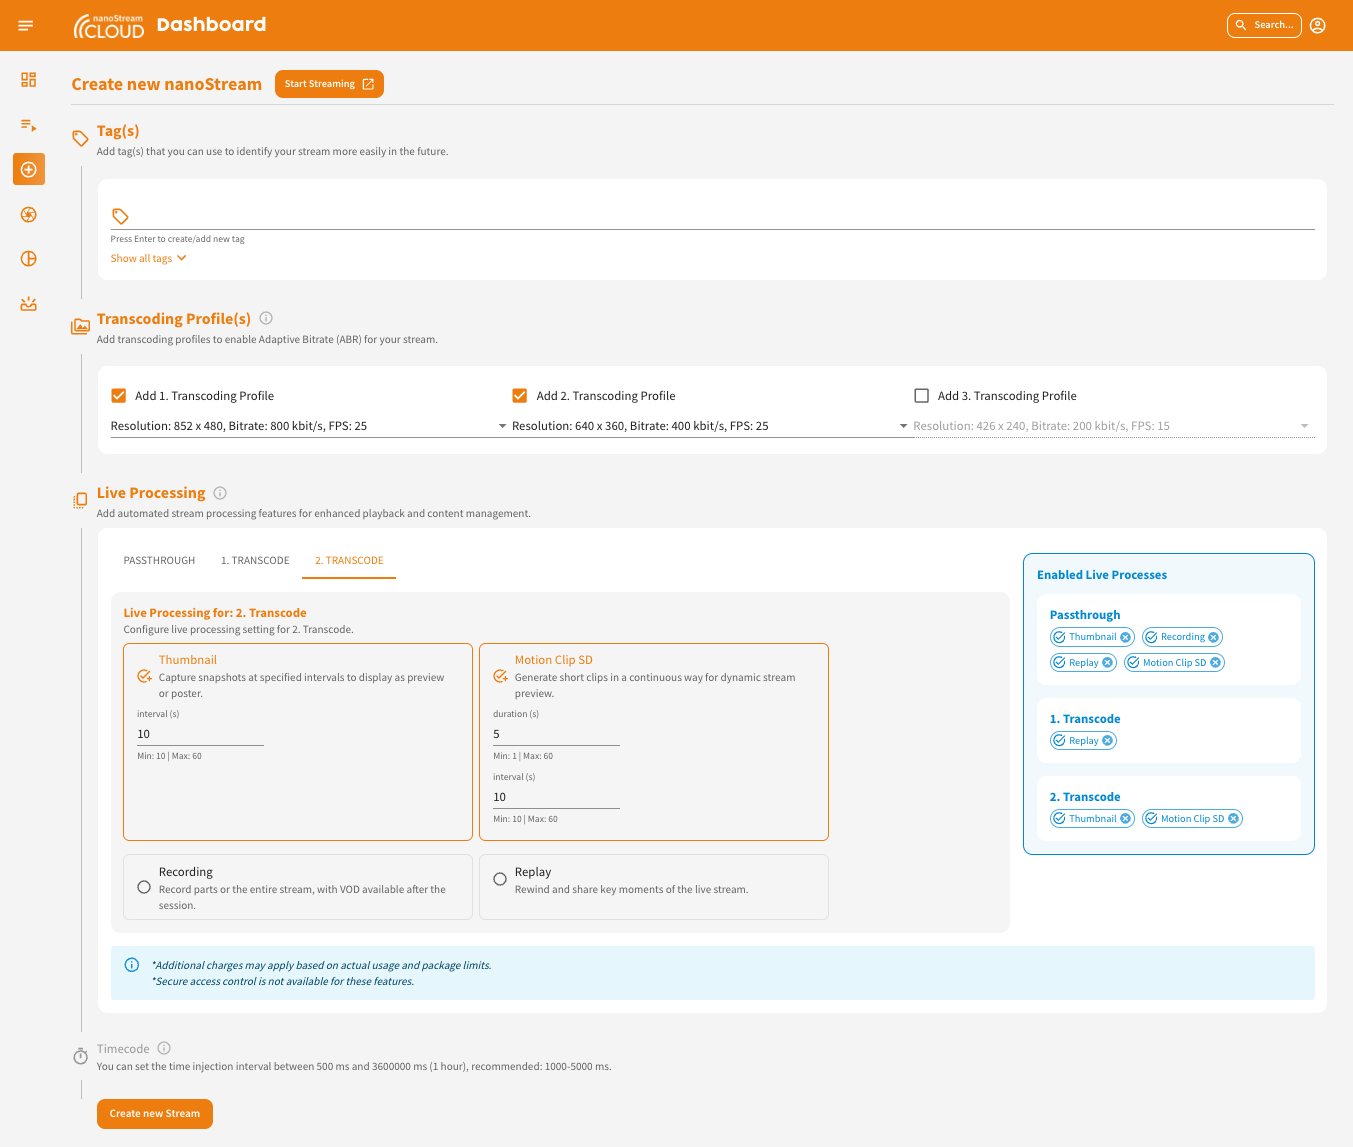 nanoStream
CLOUD
Dashboard
Search...
Create new nanoStream
Start Streaming
Tag(s)
Add tag(s) that you can use to identify your stream more easily in the future.
Press Enter to create/add new tag
Show all tags
Transcoding Profile(s)
Add transcoding profiles to enable Adaptive Bitrate (ABR) for your stream.
Add 1. Transcoding Profile
Add 2. Transcoding Profile
Add 3. Transcoding Profile
Resolution: 852 x 480, Bitrate: 800 kbit/s, FPS: 25
Resolution: 640 x 360, Bitrate: 400 kbit/s, FPS: 25
Resolution: 426 x 240, Bitrate: 200 kbit/s, FPS: 15
Live Processing
Add automated stream processing features for enhanced playback and content management.
PASSTHROUGH
1. TRANSCODE
2. TRANSCODE
Live Processing for: 2. Transcode
Configure live processing setting for 2. Transcode.
Thumbnail
Capture snapshots at specified intervals to display as preview
or poster.
interval (s)
10
Min: 10 | Max: 60
Motion Clip SD
Generate short clips in a continuous way for dynamic stream
preview.
duration (s)
5
Min: 1 | Max: 60
interval (s)
10
Min: 10 | Max: 60
Recording
Record parts or the entire stream, with VOD available after the
session.
Replay
Rewind and share key moments of the live stream.
Enabled Live Processes
Passthrough
Thumbnail
Recording
Replay
Motion Clip SD
1. Transcode
Replay
2. Transcode
Thumbnail
Motion Clip SD
*Additional charges may apply based on actual usage and package limits.
*Secure access control is not available for these features.
Timecode
You can set the time injection interval between 500 ms and 3600000 ms (1 hour), recommended: 1000-5000 ms.
Create new Stream